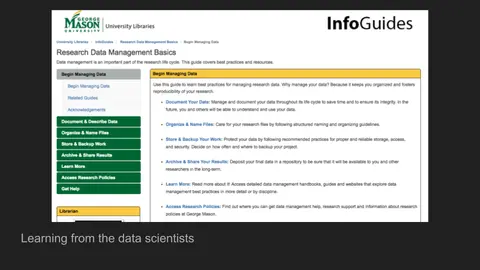 GEORGE
MASON
UNIVERSITY
University Libraries
InfoGuides
University Libraries / InfoGuides / Research Data Management Basics / Begin Managing Data
Research Data Management Basics
Data management is an important part of the research life cycle. This guide covers best practices and resources.
Begin Managing Data
Begin Managing Data
Related Guides
Acknowledgements
Document & Describe Data
Organize & Name Files
Store & Backup Work
Archive & Share Results
Learn More
Access Research Policies
Get Help
Librarian
Begin Managing Data
Use this guide to learn best practices for managing research data. Why manage your data? Because it keeps you organized and fosters
reproducibility of your research.
• Document Your Data: Manage and document your data throughout its life cycle to save time and to ensure its integrity. In the
future, you and others will be able to understand and use your data.
• Organize & Name Files: Care for your research files by following structured naming and organizing guidelines.
• Store & Backup Your Work: Protect your data by following recommended practices for proper and reliable storage, access,
and security. Decide on how often and where to backup your project.
• Archive & Share Your Results: Deposit your final data in a repository to be sure that it will be available to you and other
researchers in the long-term.
• Learn More: Read more about it! Access detailed data management handbooks, guides and websites that explore data
management best practices in more detail or by discipline.
• Access Research Policies: Find out where you can get data management help, research support and information about research
policies at George Mason.
Learning from the data scientists